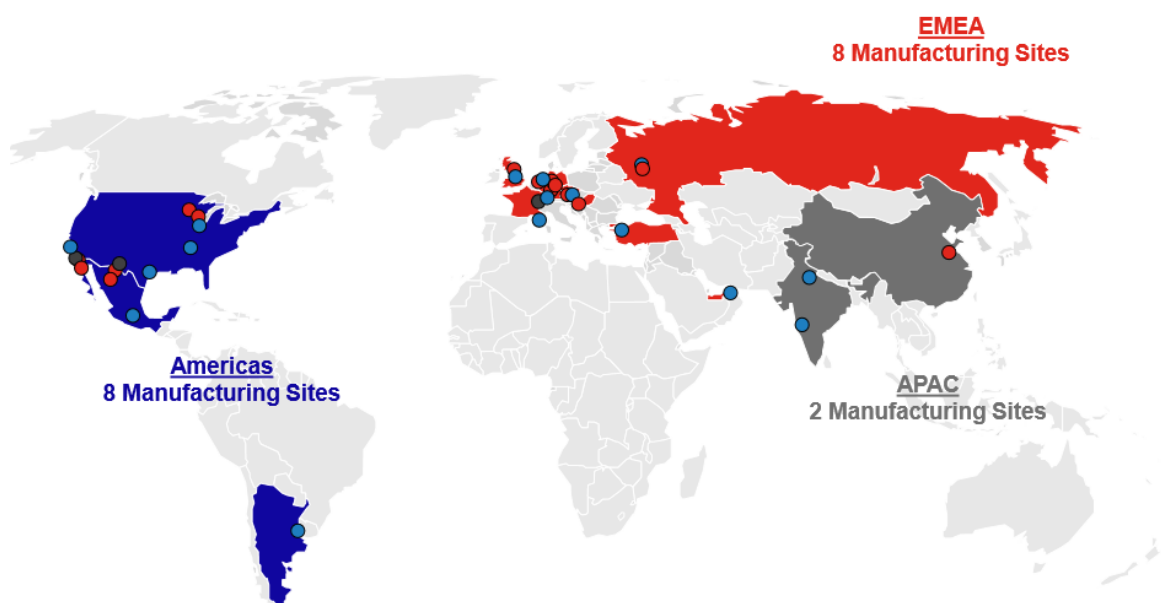 EMEA
8 Manufacturing Sites
Americas
8 Manufacturing Sites
APAC
2 Manufacturing Sites